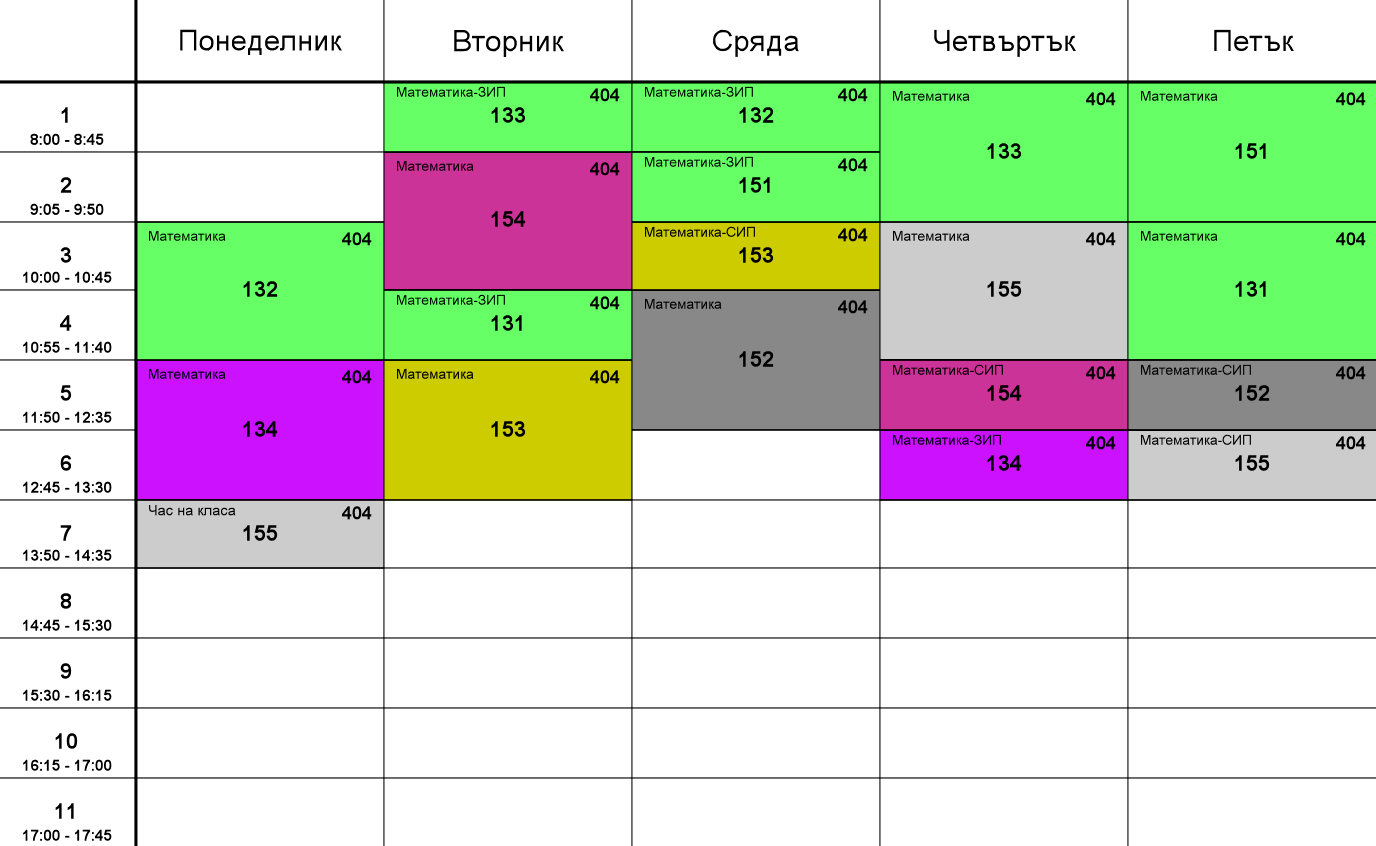 Понеделник Вторник Сряда Четвъртък Петък
1
8:00 - 8:45
Математика-ЗИП 404
133
Математика-ЗИП 404
132
Математика 404
133
Математика 404
151
2
9:05 - 9:50
Математика 404
154
Математика-ЗИП 404
151
3
10:00 - 10:45
Математика 404
132
Математика-СИП 404
153
Математика 404
155
Математика 404
131
4
10:55 - 11:40
Математика-ЗИП 404
131
Математика 404
152
5
11:50 - 12:35
Математика 404
134
Математика 404
153
Математика-СИП 404
154
Математика-СИП 404
152
6
12:45 - 13:30
Математика-ЗИП 404
134
Математика-СИП 404
155
7
13:50 - 14:35
Час на класа 404
155
8
14:45 - 15:30
9
15:30 - 16:15
10
16:15 - 17:00
11
17:00 - 17:45